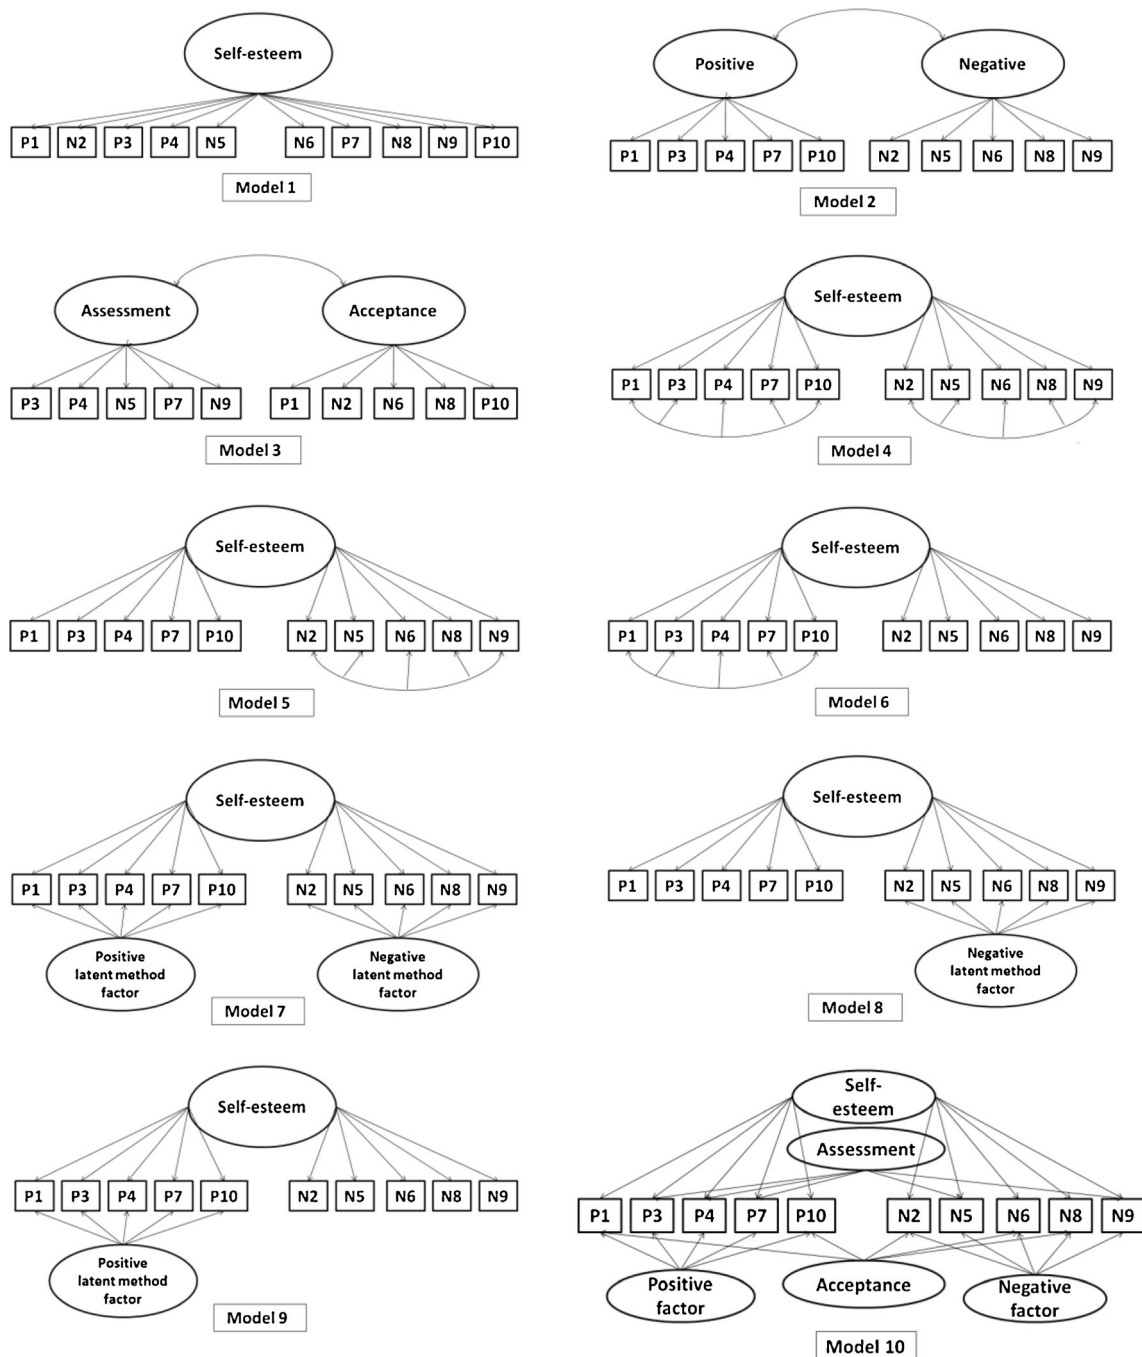 Self-esteem
P1 N2 P3 P4 N5 N6 P7 N8 N9 P10
Model 1
Positive Negative
P1 P3 P4 P7 P10 N2 N5 N6 N8 N9
Model 2
Assessment Acceptance
P3 P4 N5 P7 N9 P1 N2 N6 N8 P10
Model 3
Self-esteem
P1 P3 P4 P7 P10 N2 N5 N6 N8 N9
Model 4
Self-esteem
P1 P3 P4 P7 P10 N2 N5 N6 N8 N9
Model 5
Self-esteem
P1 P3 P4 P7 P10 N2 N5 N6 N8 N9
Model 6
Self-esteem
P1 P3 P4 P7 P10 N2 N5 N6 N8 N9
Positive
latent method
factor
Negative
latent method
factor
Model 7
Self-esteem
P1 P3 P4 P7 P10 N2 N5 N6 N8 N9
Negative
latent method
factor
Model 8
Self-esteem
P1 P3 P4 P7 P10 N2 N5 N6 N8 N9
Positive
latent method
factor
Model 9
Self-
esteem
Assessment
P1 P3 P4 P7 P10 N2 N5 N6 N8 N9
Positive
factor
Acceptance
Negative
factor
Model 10